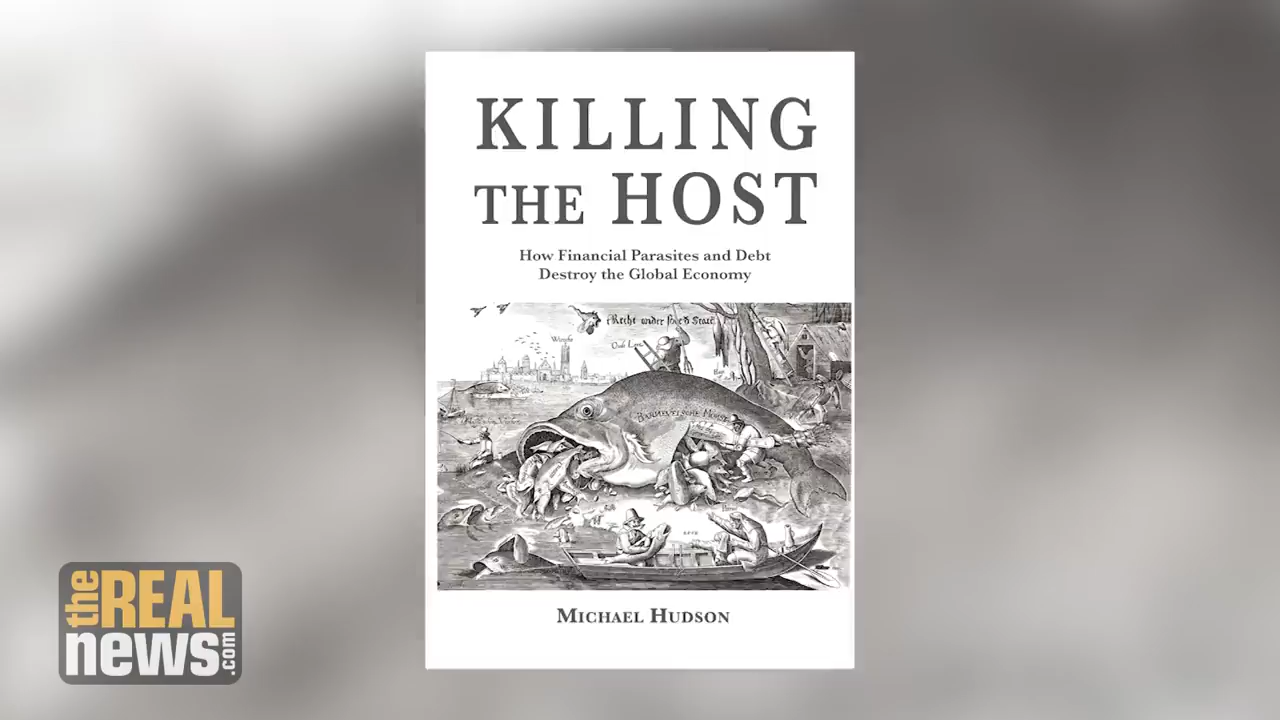 KILLING
THE HOST
How Financial Parasites and Debt
Destroy the Global Economy
MICHAEL HUDSON
the REAL
news.com